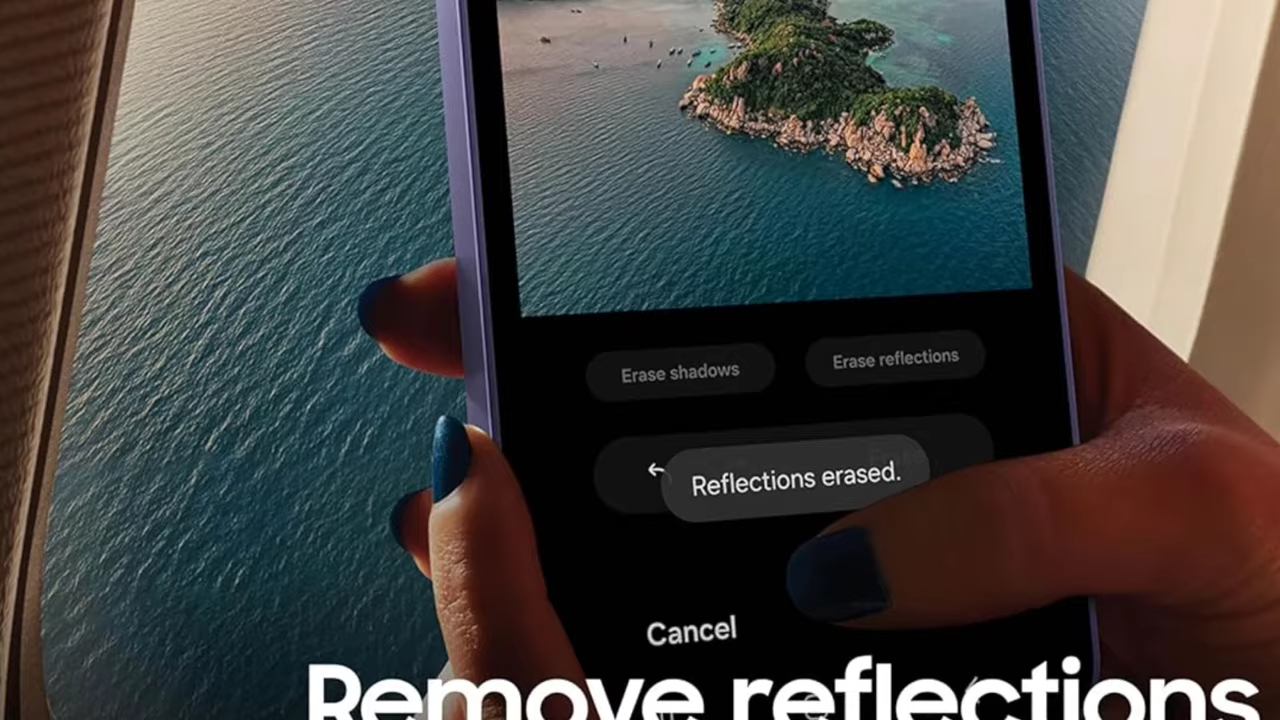 Erase shadows
Erase reflections
Reflections erased.
Cancel
Remove reflections